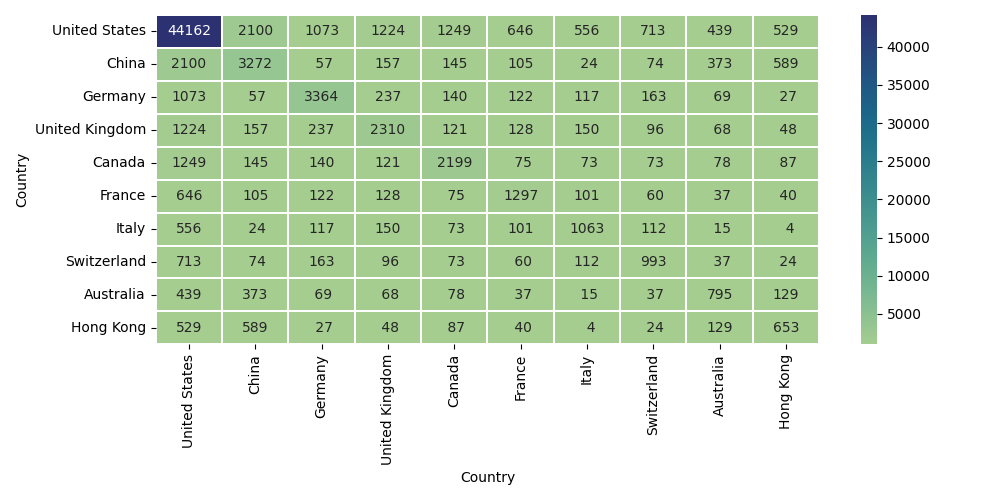 United States 44162 2100 1073 1224 1249 646 556 713 439 529
China 2100 3272 57 157 145 105 24 74 373 589
Germany 1073 57 3364 237 140 122 117 163 69 27
United Kingdom 1224 157 237 2310 121 128 150 96 68 48
Canada 1249 145 140 121 2199 75 73 73 78 87
France 646 105 122 128 75 1297 101 60 37 40
Italy 556 24 117 150 73 101 1063 112 15 4
Switzerland 713 74 163 96 73 60 112 993 37 24
Australia 439 373 69 68 78 37 15 37 795 129
Hong Kong 529 589 27 48 87 40 4 24 129 653
Country
United States China Germany United Kingdom Canada France Italy Switzerland Australia Hong Kong
Country
40000
35000
30000
25000
20000
15000
10000
5000